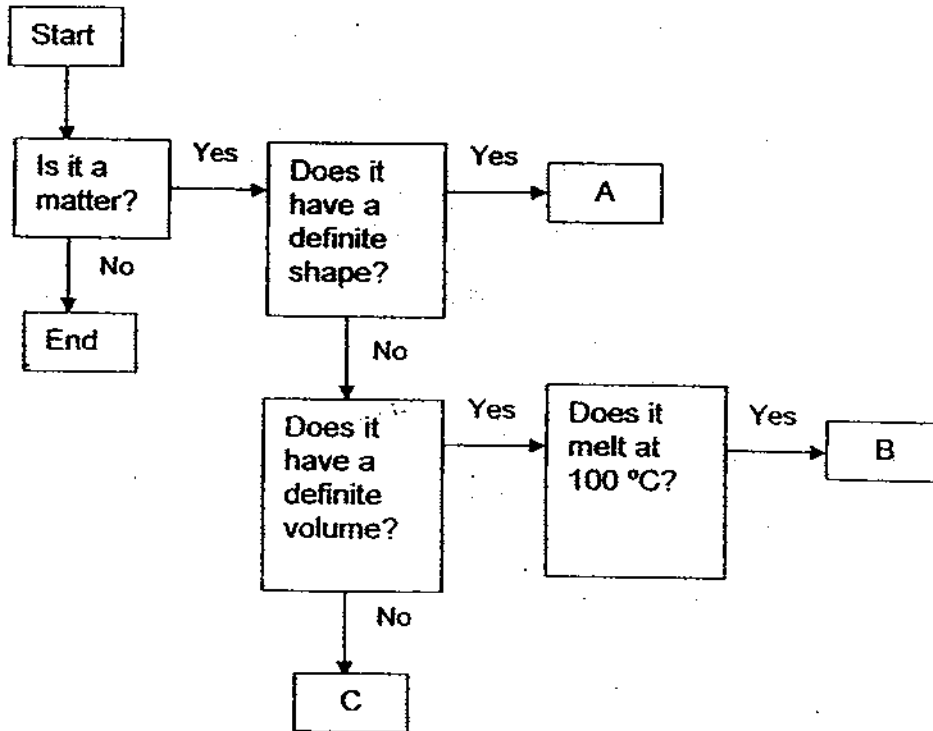 Start
Is it a
matter?
Yes
Does it
have a
definite
shape?
Yes
A
No
End
No
Does it
have a
definite
volume?
Yes
Does it
melt at
100 ºC?
Yes
B
No
C